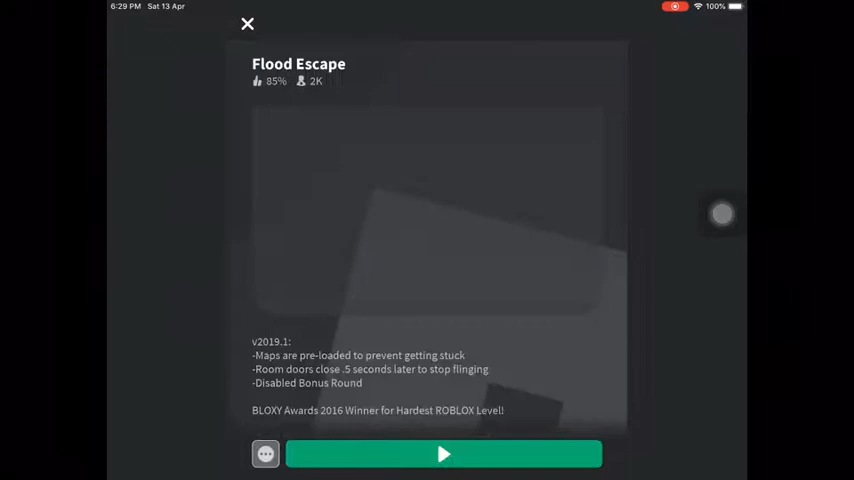 6:29 PM Sat 13 Apr 100%
Flood Escape
85% 2K
v2019.1:
-Maps are pre-loaded to prevent getting stuck
-Room doors close .5 seconds later to stop flinging
-Disabled Bonus Round
BLOXY Awards 2016 Winner for Hardest ROBLOX Level!